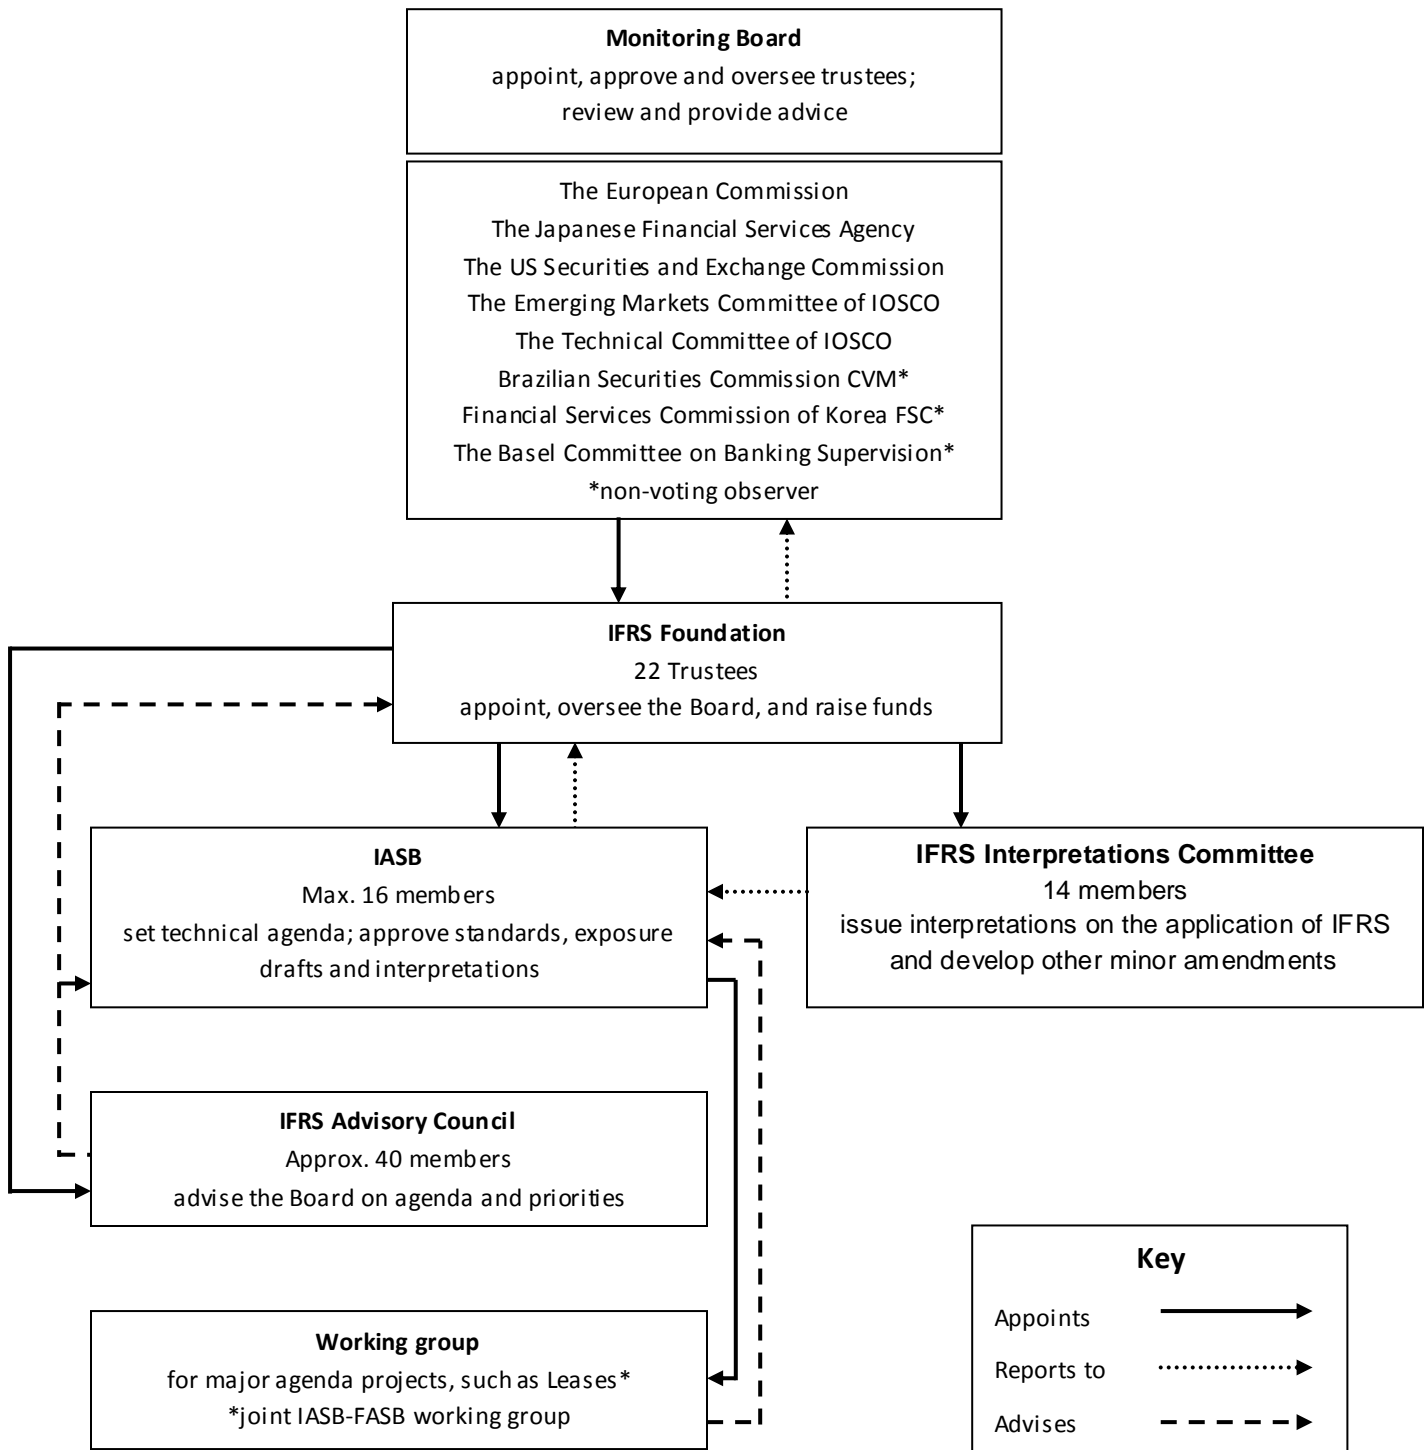 Monitoring Board
appoint, approve and oversee trustees;
review and provide advice
The European Commission
The Japanese Financial Services Agency
The US Securities and Exchange Commission
The Emerging Markets Committee of IOSCO
The Technical Committee of IOSCO
Brazilian Securities Commission CVM*
Financial Services Commission of Korea FSC*
The Basel Committee on Banking Supervision*
*non-voting observer
IFRS Foundation
22 Trustees
appoint, oversee the Board, and raise funds
IASB
Max. 16 members
set technical agenda; approve standards, exposure
drafts and interpretations
IFRS Interpretations Committee
14 members
issue interpretations on the application of IFRS
and develop other minor amendments
IFRS Advisory Council
Approx. 40 members
advise the Board on agenda and priorities
Working group
for major agenda projects, such as Leases*
*joint IASB-FASB working group
Key
Appoints
Reports to
Advises